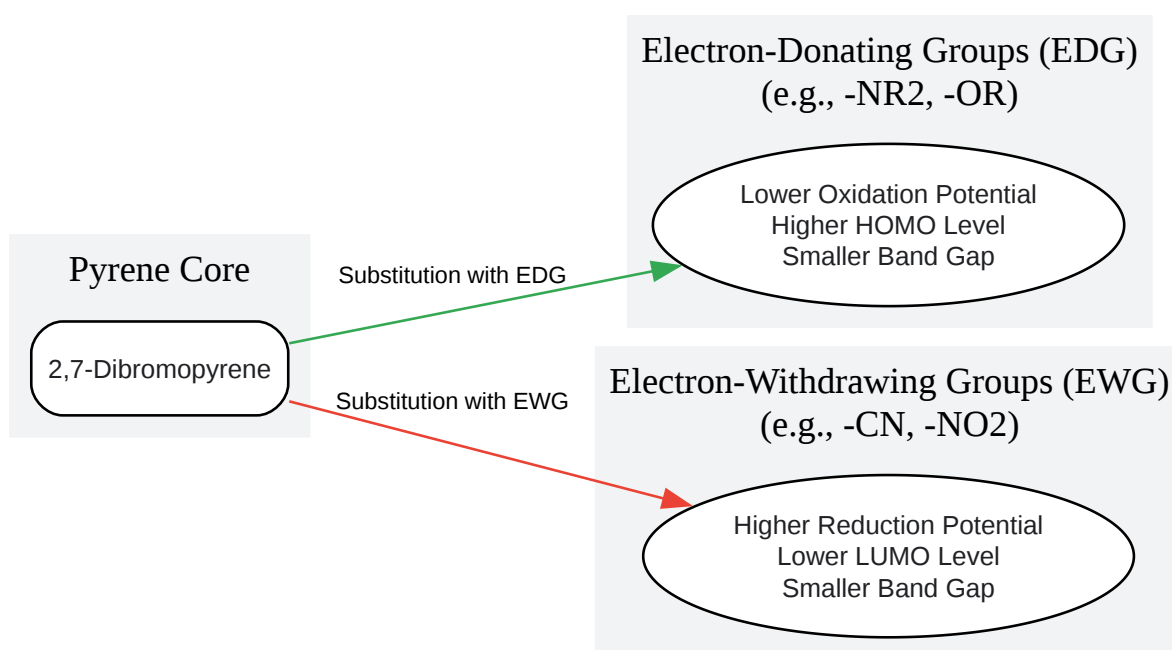 Pyrene Core
2,7-Dibromopyrene
Substitution with EDG
Substitution with EWG
Electron-Donating Groups (EDG)
(e.g., -NR2, -OR)
Lower Oxidation Potential
Higher HOMO Level
Smaller Band Gap
Electron-Withdrawing Groups (EWG)
(e.g., -CN, -NO2)
Higher Reduction Potential
Lower LUMO Level
Smaller Band Gap